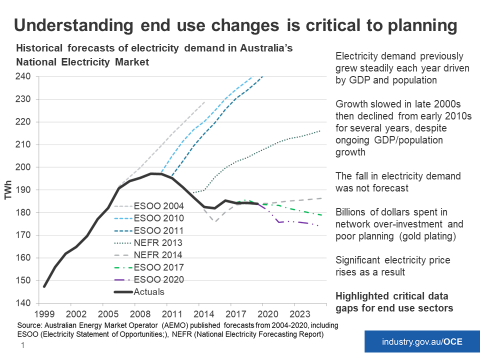 Understanding end use changes is critical to planning
Historical forecasts of electricity demand in Australia's
National Electricity Market
240
230
220
210
200
190
180
170
160
150
140
TWh
1999
2002
2005
2008
2011
2014
2017
2020
2023
ESOO 2004
ESOO 2010
ESOO 2011
NEFR 2013
NEFR 2014
ESOO 2017
ESOO 2020
Actuals
Source: Australian Energy Market Operator (AEMO) published forecasts from 2004-2020, including
ESOO (Electricity Statement of Opportunities;), NEFR (National Electricity Forecasting Report)
1
Electricity demand previously
grew steadily each year driven
by GDP and population
Growth slowed in late 2000s
then declined from early 2010s
for several years, despite
ongoing GDP/population
growth
The fall in electricity demand
was not forecast
Billions of dollars spent in
network over-investment and
poor planning (gold plating)
Significant electricity price
rises as a result
Highlighted critical data
gaps for end use sectors
industry.gov.au/OCE